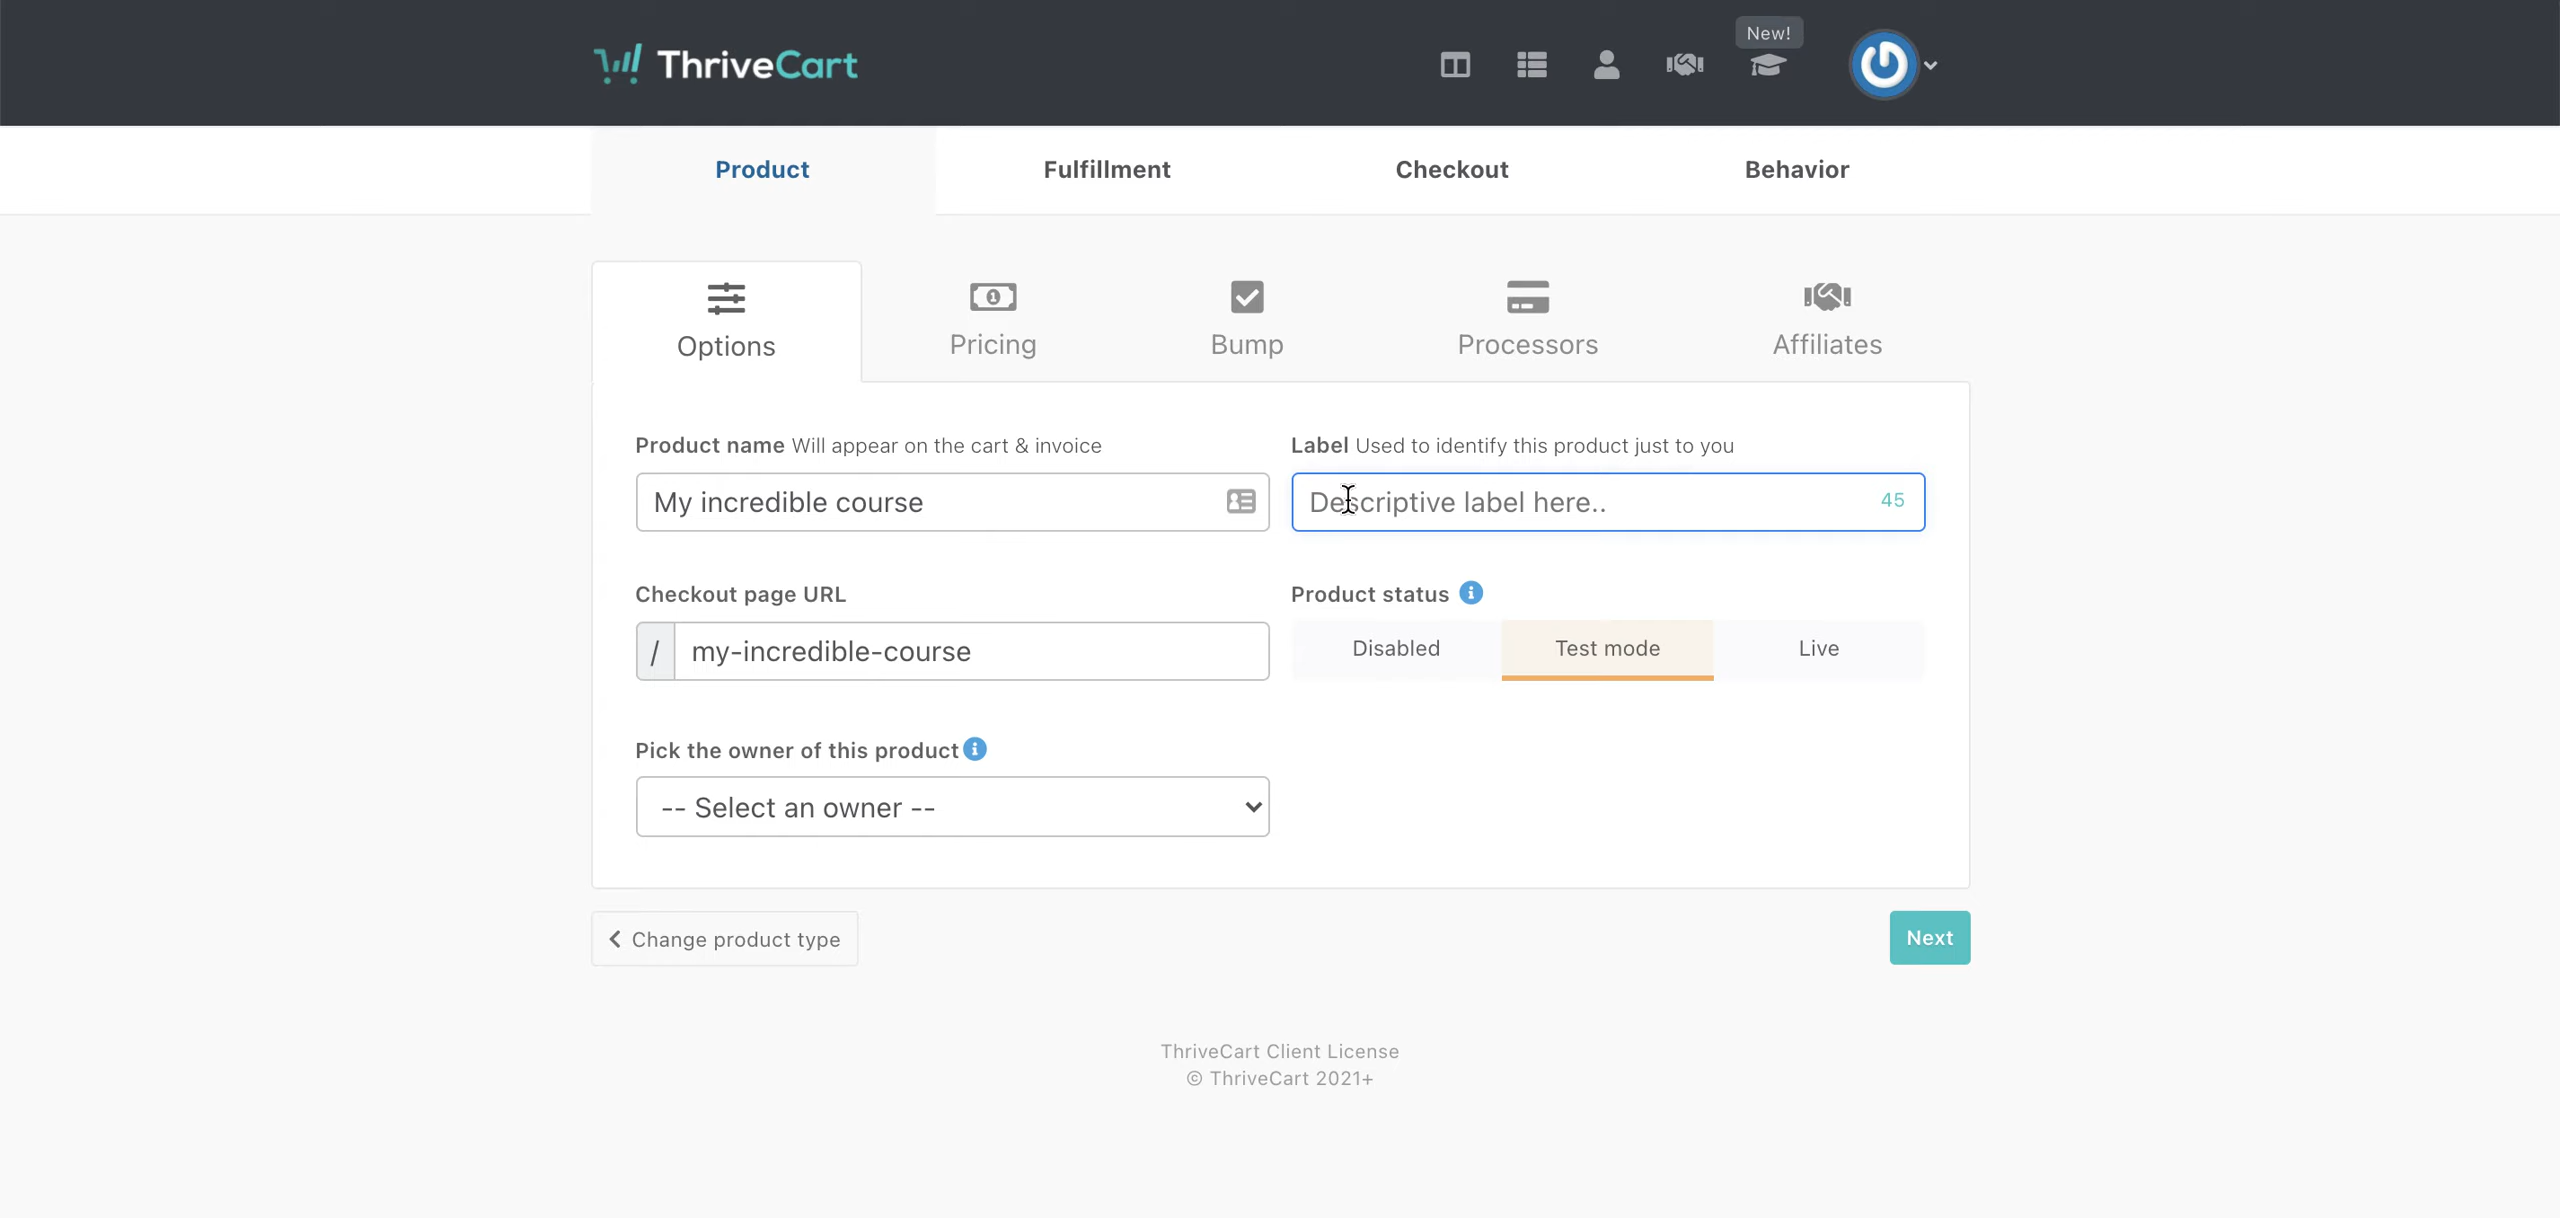 New!
ThriveCart
Product Fulfillment Checkout Behavior
Options Pricing Bump Processors Affiliates
Product name Will appear on the cart & invoice
Label Used to identify this product just to you
My incredible course
Descriptive label here.. 45
Checkout page URL
Product status
/ my-incredible-course
Disabled Test mode Live
Pick the owner of this product
-- Select an owner --
Change product type
Next
ThriveCart Client License
© ThriveCart 2021+